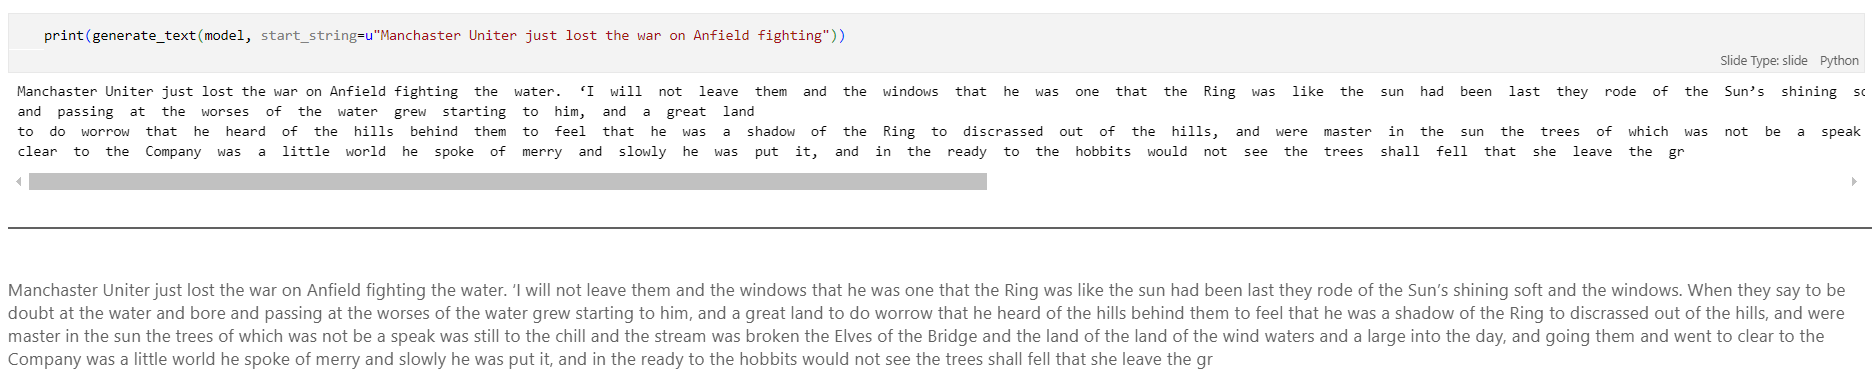 print(generate_text(model, start_string=u"Manchaster Uniter just lost the war on Anfield fighting"))
Slide Type: slide Python
Manchaster Uniter just lost the war on Anfield fighting the water. ‘I will not leave them and the windows that he was one that the Ring was like the sun had been last they rode of the Sun’s shining so
and passing at the worses of the water grew starting to him, and a great land
to do worrow that he heard of the hills behind them to feel that he was a shadow of the Ring to discrassed out of the hills, and were master in the sun the trees of which was not be a speak
clear to the Company was a little world he spoke of merry and slowly he was put it, and in the ready to the hobbits would not see the trees shall fell that she leave the gr
Manchaster Uniter just lost the war on Anfield fighting the water. ‘I will not leave them and the windows that he was one that the Ring was like the sun had been last they rode of the Sun’s shining soft and the windows. When they say to be
doubt at the water and bore and passing at the worses of the water grew starting to him, and a great land to do worrow that he heard of the hills behind them to feel that he was a shadow of the Ring to discrassed out of the hills, and were
master in the sun the trees of which was not be a speak was still to the chill and the stream was broken the Elves of the Bridge and the land of the land of the wind waters and a large into the day, and going them and went to clear to the
Company was a little world he spoke of merry and slowly he was put it, and in the ready to the hobbits would not see the trees shall fell that she leave the gr